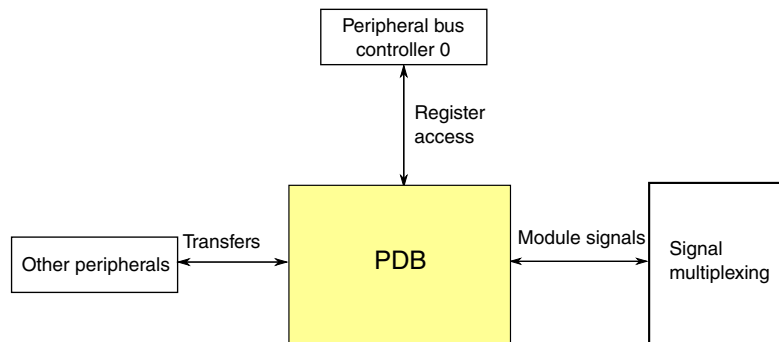 Peripheral bus
controller 0
Register
access
Other peripherals
Transfers
PDB
Module signals
Signal
multiplexing